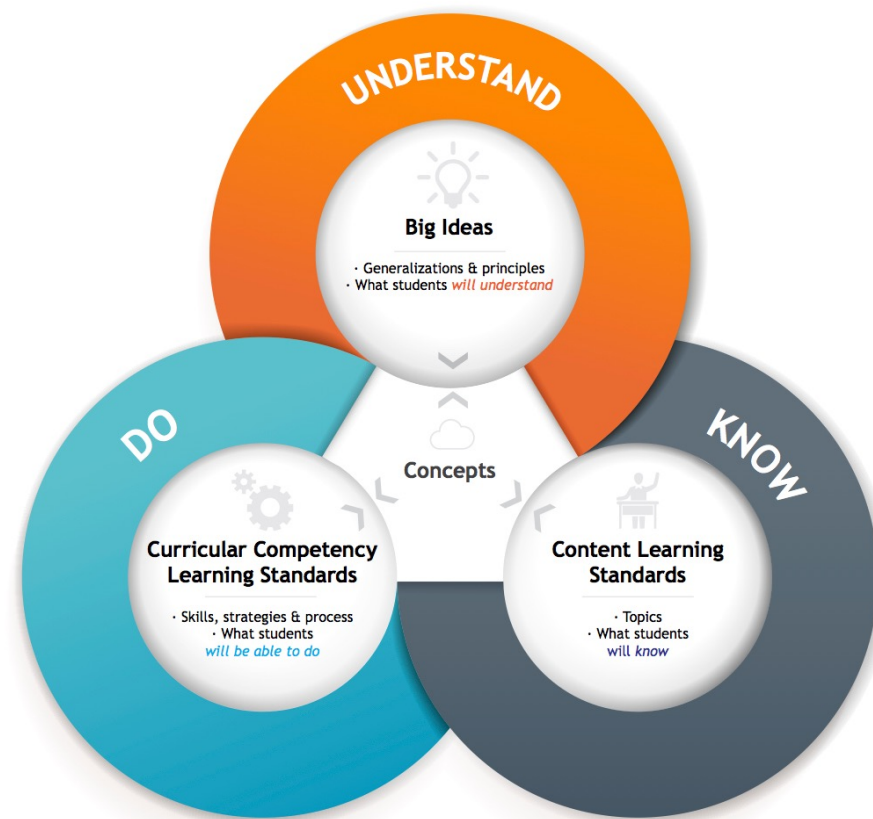 UNDERSTAND
Big Ideas
· Generalizations & principles
· What students will understand
DO
KNOW
Concepts
Curricular Competency
Learning Standards
· Skills, strategies & process
· What students
will be able to do
Content Learning
Standards
· Topics
· What students
will know